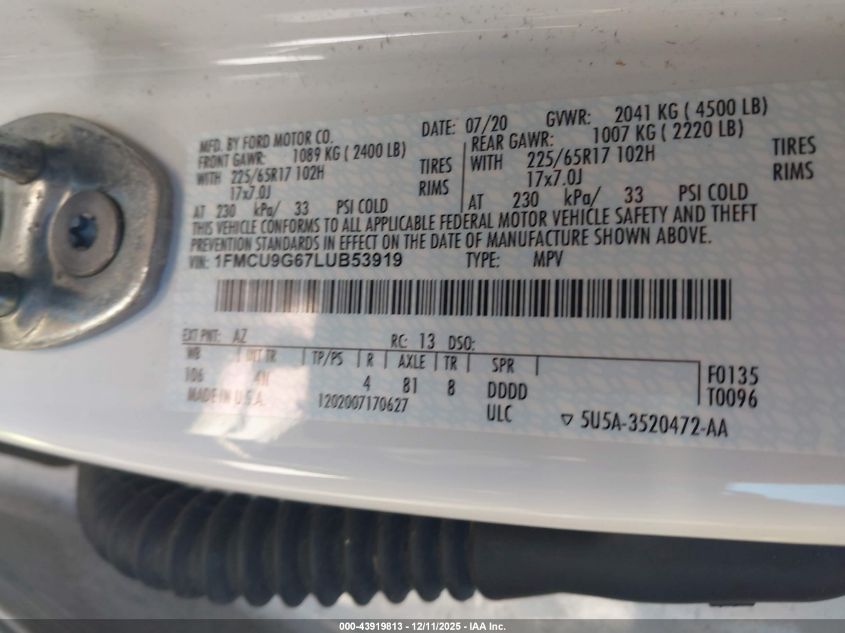 MFD. BY FORD MOTOR CO. DATE: 07/20 GVWR: 2041 KG ( 4500 LB)
FRONT GAWR: 1089 KG ( 2400 LB) REAR GAWR: 1007 KG ( 2220 LB)
WITH 225/65R17 102H TIRES WITH 225/65R17 102H TIRES
17x7.0J RIMS 17x7.0J RIMS
AT 230 kPa/ 33 PSI COLD AT 230 kPa/ 33 PSI COLD
THIS VEHICLE CONFORMS TO ALL APPLICABLE FEDERAL MOTOR VEHICLE SAFETY AND THEFT
PREVENTION STANDARDS IN EFFECT ON THE DATE OF MANUFACTURE SHOWN ABOVE.
VIN: 1FMCU9G67LUB53919 TYPE: MPV
EXT PNT: AZ RC: 13 DSO:
WB INT TR TP/PS R AXLE TR SPR
106 4H 4 81 8 DDDD F0135
MADE IN U.S.A. 1202007170627 ULC T0096
▽ 5U5A-3520472-AA
000-43919813 - 12/11/2025 - IAA Inc.